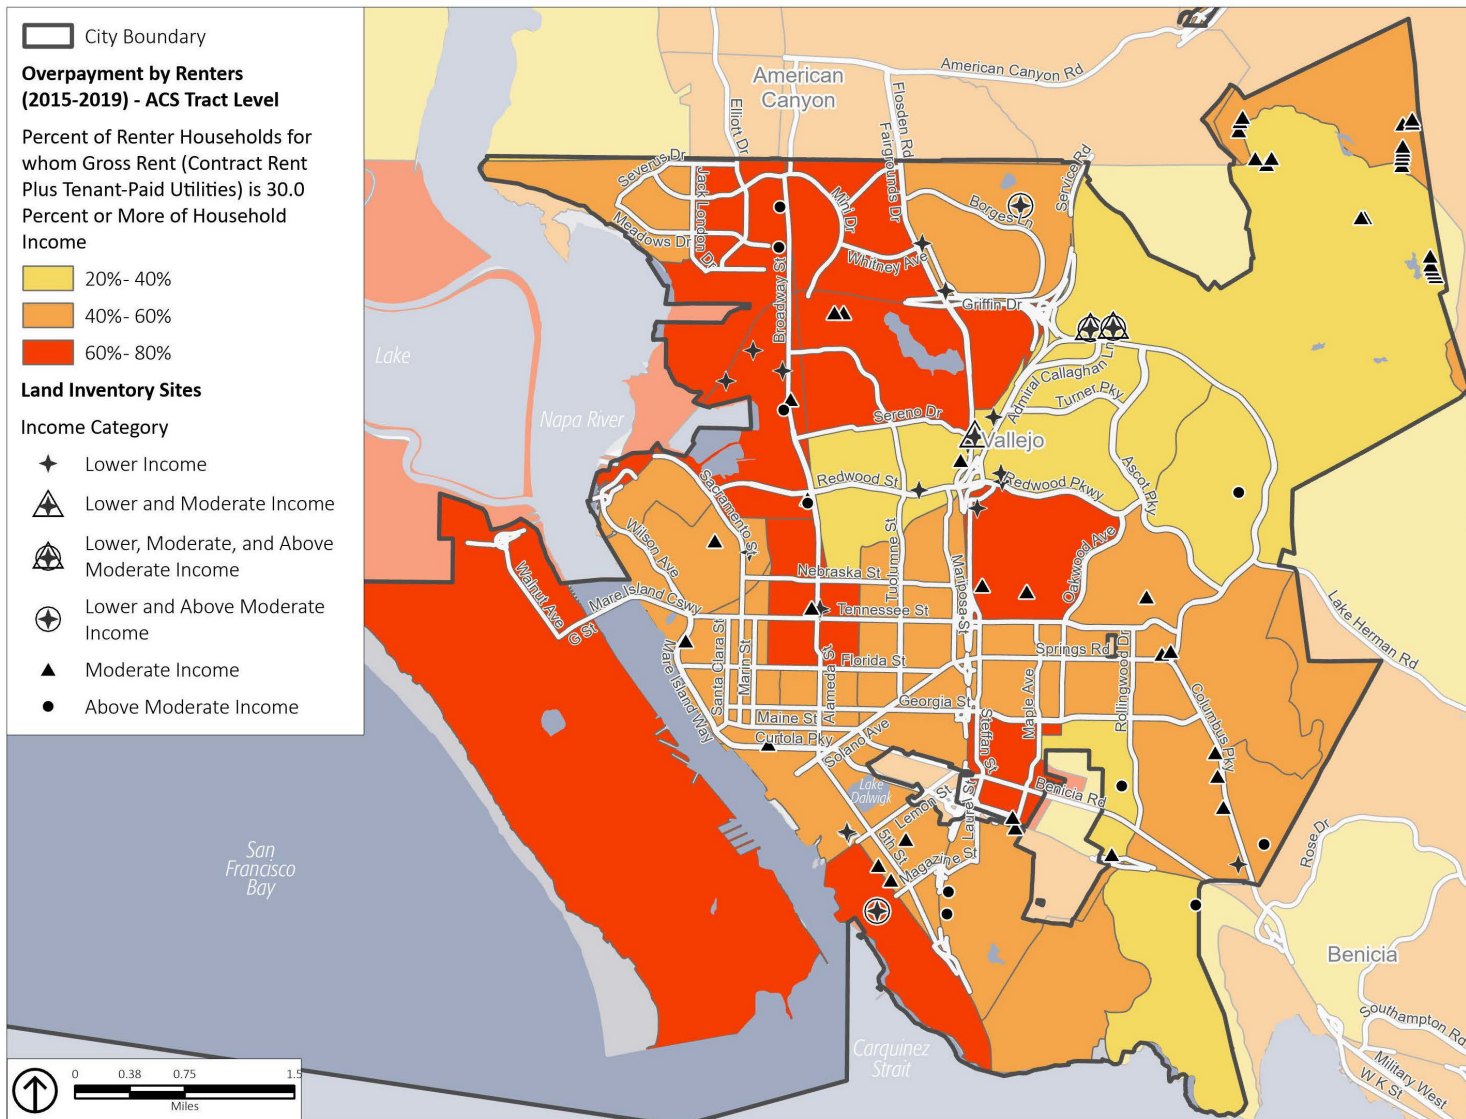 City Boundary
Overpayment by Renters
(2015-2019) - ACS Tract Level
Percent of Renter Households for
whom Gross Rent (Contract Rent
Plus Tenant-Paid Utilities) is 30.0
Percent or More of Household
Income
20%- 40%
40%- 60%
60%- 80%
Land Inventory Sites
Income Category
Lower Income
Lower and Moderate Income
Lower, Moderate, and Above
Moderate Income
Lower and Above Moderate
Income
Moderate Income
Above Moderate Income
American
Canyon
American Canyon Rd
Elliott Dr
Flosden Rd
Fairgrounds Dr
Service Rd
Severus Dr
Jack London Dr
Meadows Dr
Mini Dr
Borges Ln
Whitney Ave
Broadway St
Griffin Dr
Lake
Napa River
Admiral Callaghan Ln
Turner Pky
Sereno Dr
Vallejo
Ascot Pky
Redwood St
Redwood Pkwy
Sacramento St
Wilson Ave
Tuolumne St
Mariposa St
Oakwood Ave
Nebraska St
Walnut Ave
G St
Mare Island Cswy
Tennessee St
Lake Herman Rd
Springs Rd
Rollingwood Dr
Florida St
Santa Clara St
Marin St
Alameda St
Mare Island Way
Georgia St
Maple Ave
Columbus Pky
Maine St
Curtola Pky
Solano Ave
Steffan St
Lake
Dalwigk
Lemon St
Laurel St
Benicia Rd
5th St
Magazine St
Rose Dr
San
Francisco
Bay
Benicia
Southampton Rd
Carquinez
Strait
Military West
W K St
0 0.38 0.75 1.5
Miles